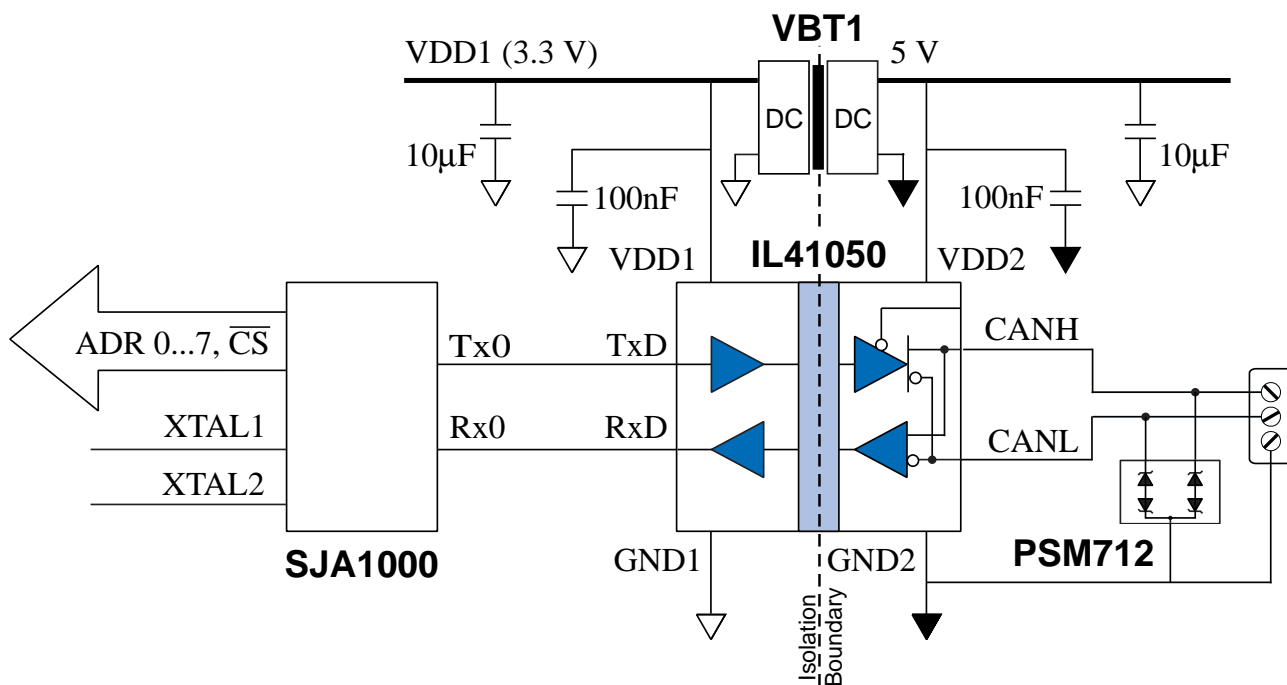 VBT1
VDD1 (3.3 V)
5 V
DC
DC
10μF
10μF
100nF
100nF
VDD1
IL41050
VDD2
ADR 0...7, C̅S̅
Tx0
TxD
CANH
XTAL1
Rx0
RxD
CANL
XTAL2
SJA1000
GND1
GND2
PSM712
Isolation
Boundary